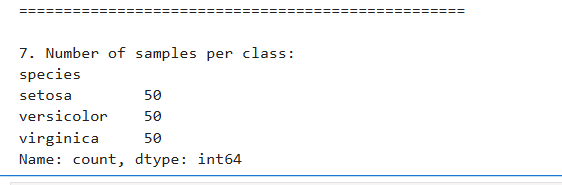 ==================================================
7. Number of samples per class:
species
setosa        50
versicolor    50
virginica     50
Name: count, dtype: int64